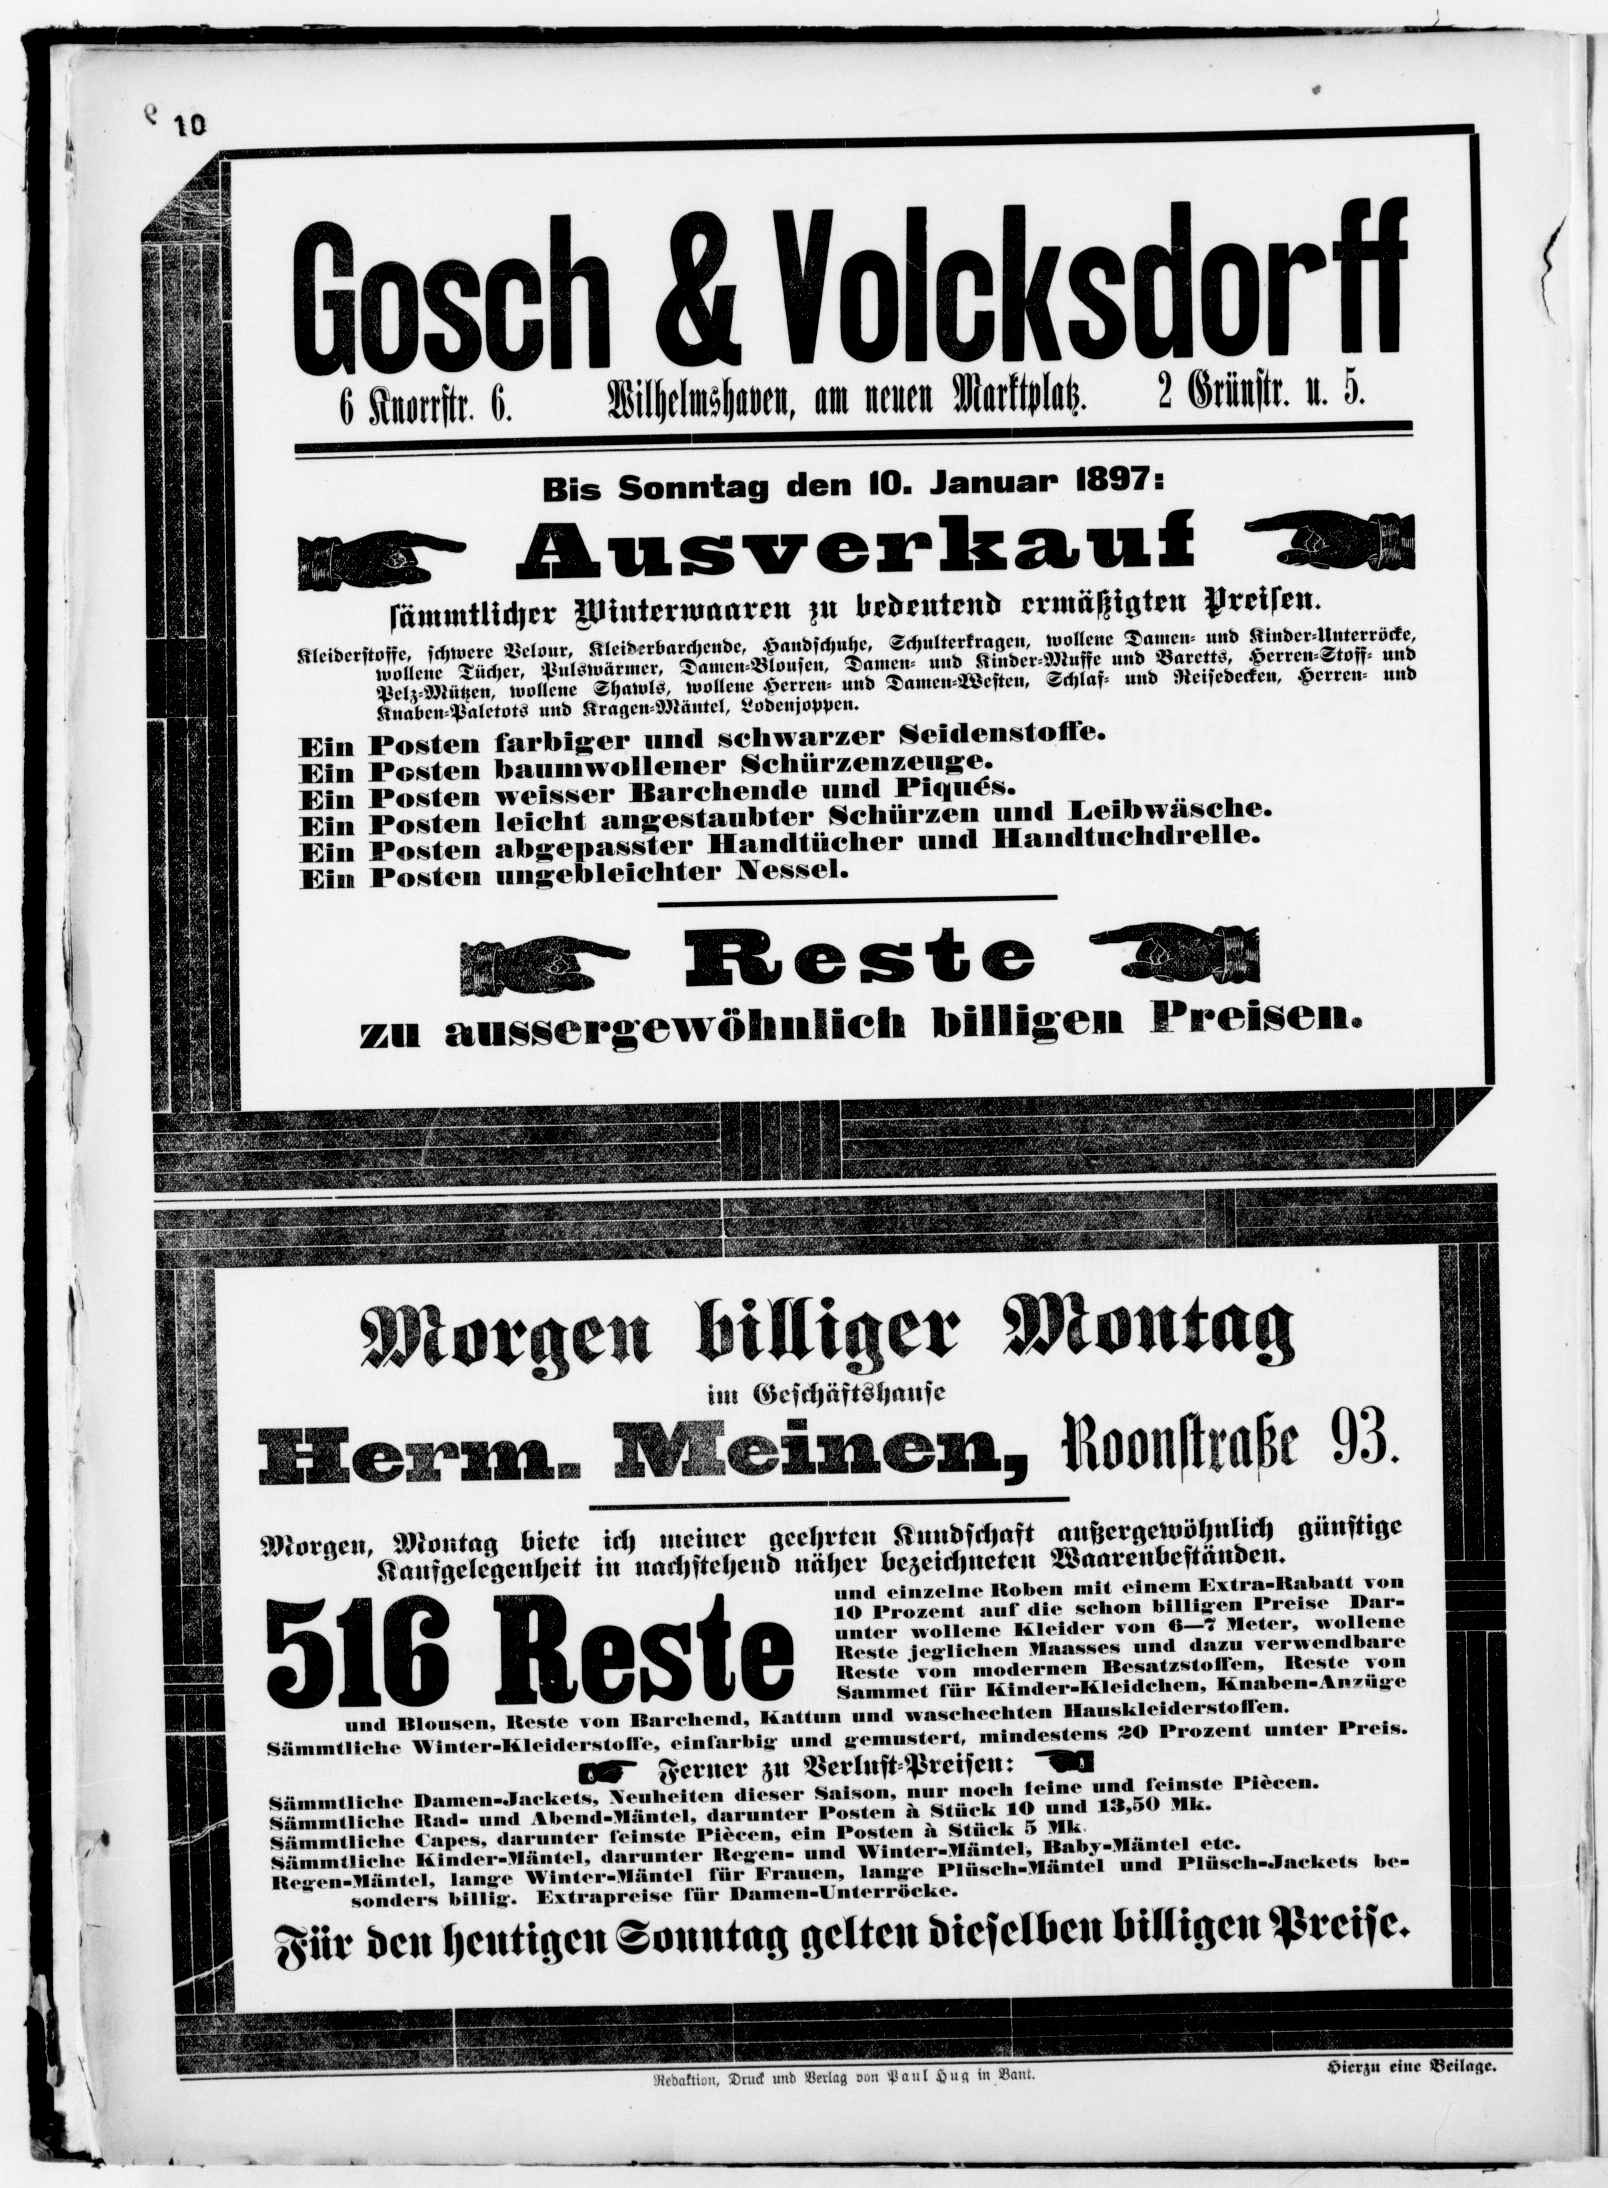 10
Gosch & Volcksdorff
6 Knorrstr. 6. Wilhelmshaven, am neuen Marktplatz. 2 Grünstr. u. 5.
Bis Sonntag den 10. Januar 1897:
Ausverkauf
sämmtlicher Winterwaaren zu bedeutend ermäßigten Preisen.
Kleiderstoffe, schwere Velour, Kleiderbarchende, Handschuhe, Schulterkragen, wollene Damen- und Kinder-Unterröcke,
wollene Tücher, Pulswärmer, Damen-Blousen, Damen- und Kinder-Muffe und Baretts, Herren-Stoff- und
Pelz-Mützen, wollene Shawls, wollene Herren- und Damen-Westen, Schlaf- und Reisedecken, Herren- und
Knaben-Paletots und Kragen-Mäntel, Lodenjoppen.
Ein Posten farbiger und schwarzer Seidenstoffe.
Ein Posten baumwollener Schürzenzeuge.
Ein Posten weisser Barchende und Piqués.
Ein Posten leicht angestaubter Schürzen und Leibwäsche.
Ein Posten abgepasster Handtücher und Handtuchdrelle.
Ein Posten ungebleichter Nessel.
Reste
zu aussergewöhnlich billigen Preisen.
Morgen billiger Montag
im Geschäftshause
Herm. Meinen, Roonstraße 93.
Morgen, Montag biete ich meiner geehrten Kundschaft außergewöhnlich günstige
Kaufgelegenheit in nachstehend näher bezeichneten Waarenbeständen.
516 Reste
und einzelne Roben mit einem Extra-Rabatt von
10 Prozent auf die schon billigen Preise Dar-
unter wollene Kleider von 6—7 Meter, wollene
Reste jeglichen Maasses und dazu verwendbare
Reste von modernen Besatzstoffen, Reste von
Sammet für Kinder-Kleidchen, Knaben-Anzüge
und Blousen, Reste von Barchend, Kattun und waschechten Hauskleiderstoffen.
Sämmtliche Winter-Kleiderstoffe, einfarbig und gemustert, mindestens 20 Prozent unter Preis.
Ferner zu Verlust-Preisen:
Sämmtliche Damen-Jackets, Neuheiten dieser Saison, nur noch feine und feinste Piècen.
Sämmtliche Rad- und Abend-Mäntel, darunter Posten à Stück 10 und 13,50 Mk.
Sämmtliche Capes, darunter feinste Piècen, ein Posten à Stück 5 Mk.
Sämmtliche Kinder-Mäntel, darunter Regen- und Winter-Mäntel, Baby-Mäntel etc.
Regen-Mäntel, lange Winter-Mäntel für Frauen, lange Plüsch-Mäntel und Plüsch-Jackets be-
sonders billig. Extrapreise für Damen-Unterröcke.
Für den heutigen Sonntag gelten dieselben billigen Preise.
Redaktion, Druck und Verlag von Paul Hug in Bant.
Hierzu eine Beilage.